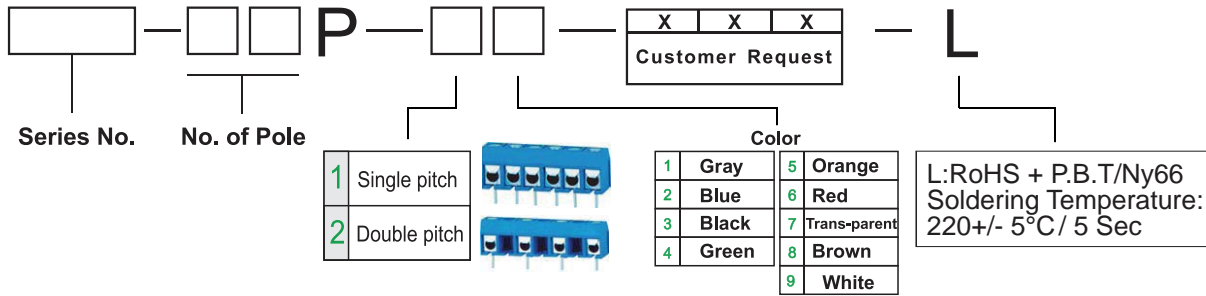 P
X X X
Customer Request
L
Series No.
No. of Pole
1 Single pitch
2 Double pitch
Color
1 Gray
2 Blue
3 Black
4 Green
5 Orange
6 Red
7 Trans-parent
8 Brown
9 White
L:RoHS + P.B.T/Ny66
Soldering Temperature:
220+/- 5°C/ 5 Sec